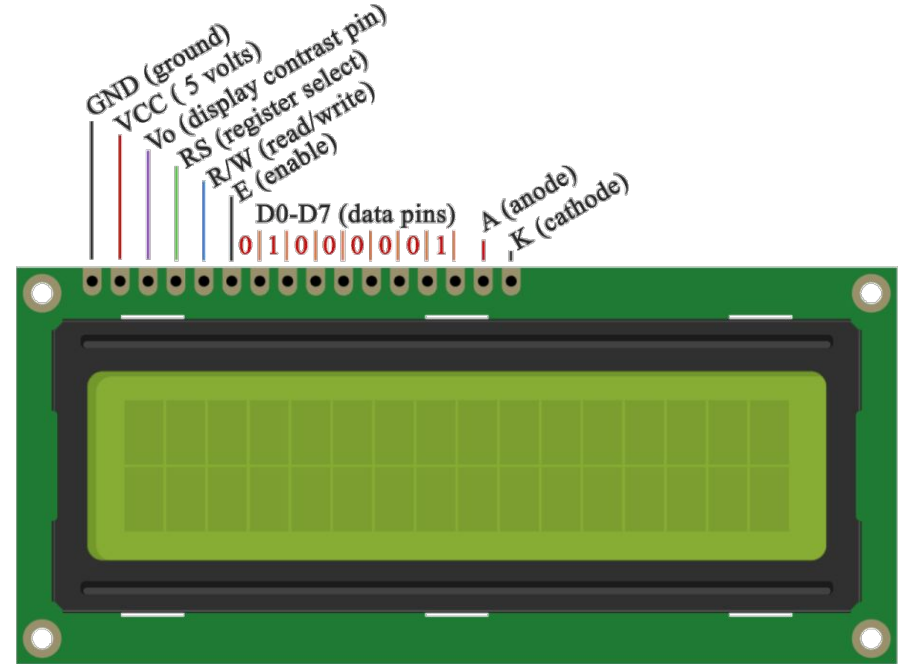 GND (ground)
VCC ( 5 volts)
Vo (display contrast pin)
RS (register select)
R/W (read/write)
E (enable)
D0-D7 (data pins)
0 1 0 0 0 0 0 1
A (anode)
K (cathode)